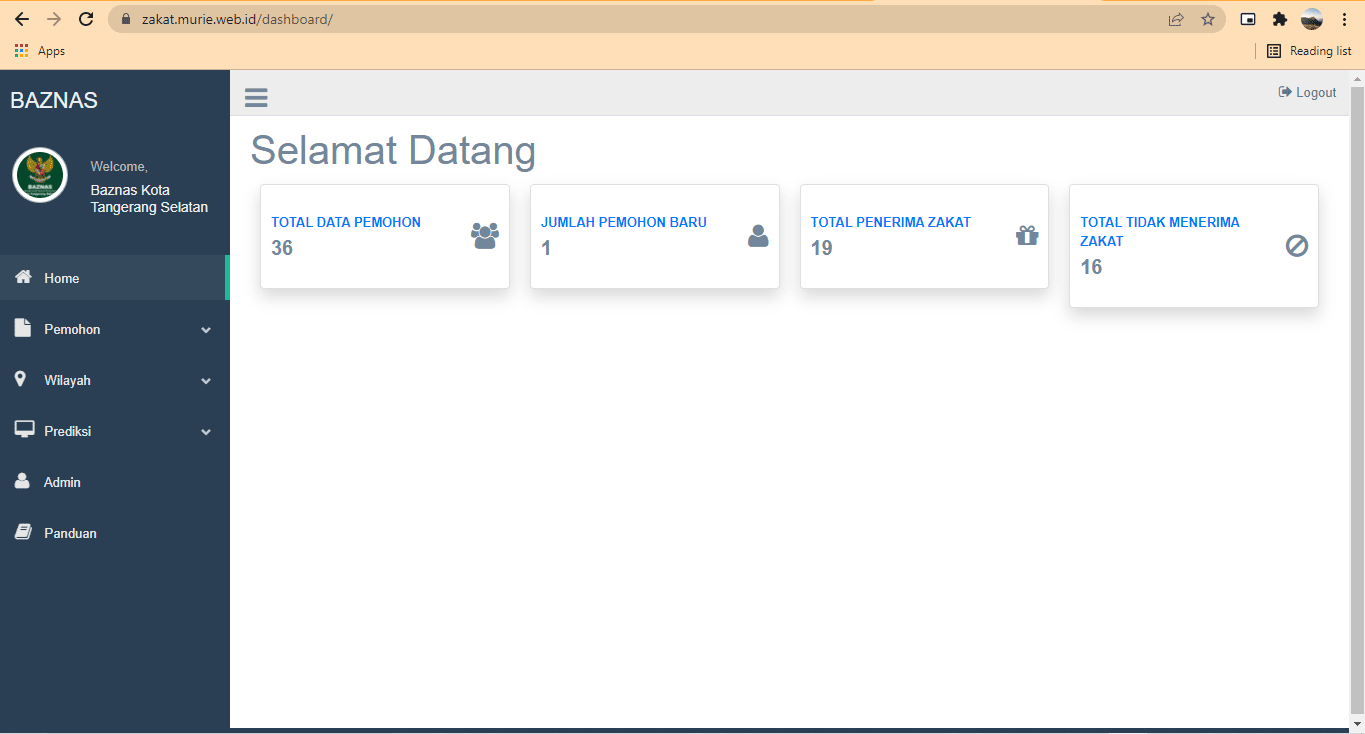 zakat.murie.web.id/dashboard/
Apps
Reading list
BAZNAS
Logout
BAZNAS
Welcome,
Baznas Kota
Tangerang Selatan
Selamat Datang
TOTAL DATA PEMOHON
36
JUMLAH PEMOHON BARU
1
TOTAL PENERIMA ZAKAT
19
TOTAL TIDAK MENERIMA
ZAKAT
16
Home
Pemohon
Wilayah
Prediksi
Admin
Panduan